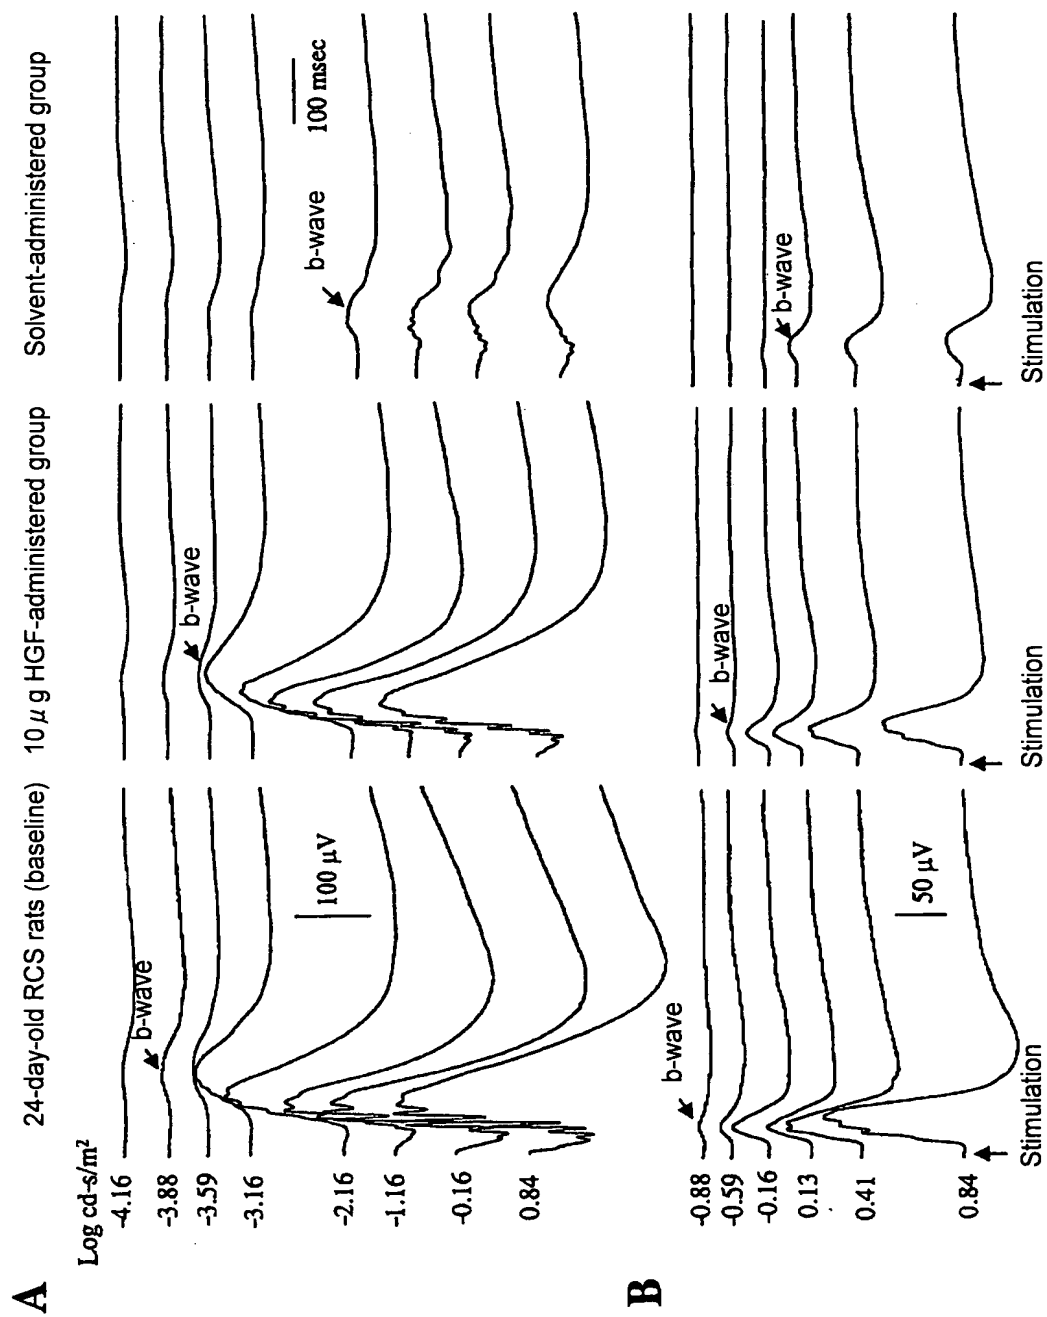 A
24-day-old RCS rats (baseline)
10 μ g HGF-administered group
Solvent-administered group
Log cd-s/m²
-4.16
-3.88
-3.59
-3.16
-2.16
-1.16
-0.16
0.84
b-wave
b-wave
b-wave
100 μV
100 msec
B
-0.88
-0.59
-0.16
0.13
0.41
0.84
b-wave
b-wave
b-wave
50 μV
Stimulation
Stimulation
Stimulation